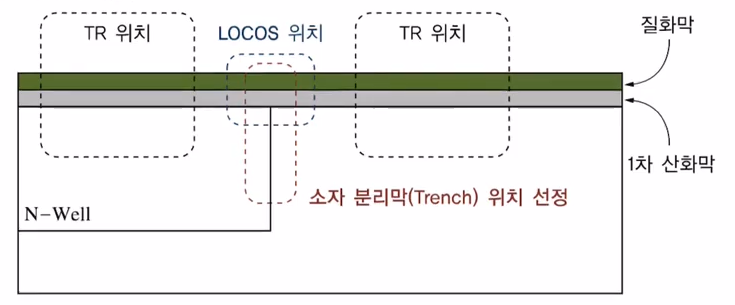 TR 위치
LOCOS 위치
TR 위치
질화막
1차 산화막
소자 분리막(Trench) 위치 선정
N-Well